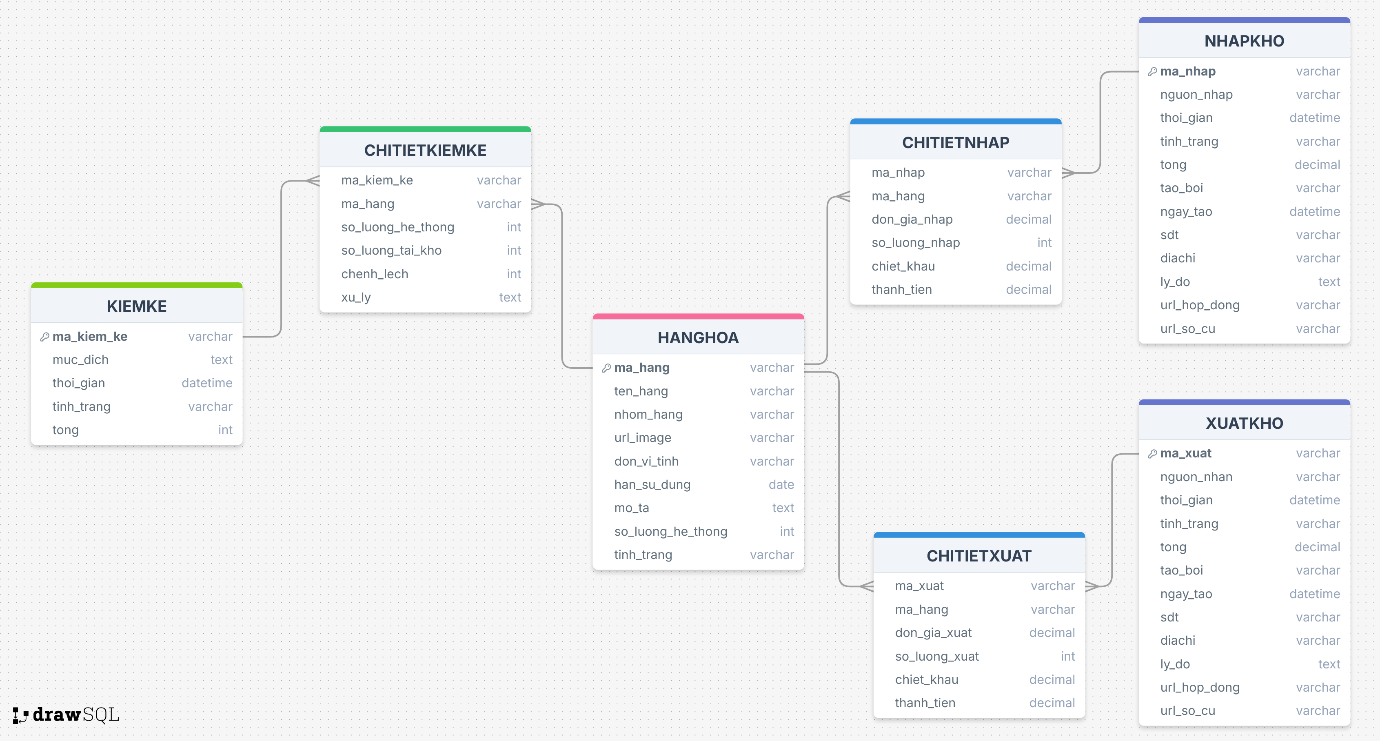 KIEMKE
ma_kiem_ke varchar
muc_dich text
thoi_gian datetime
tinh_trang varchar
tong int
CHITIETKIEMKE
ma_kiem_ke varchar
ma_hang varchar
so_luong_he_thong int
so_luong_tai_kho int
chenh_lech int
xu_ly text
HANGHOA
ma_hang varchar
ten_hang varchar
nhom_hang varchar
url_image varchar
don_vi_tinh varchar
han_su_dung date
mo_ta text
so_luong_he_thong int
tinh_trang varchar
CHITIETNHAP
ma_nhap varchar
ma_hang varchar
don_gia_nhap decimal
so_luong_nhap int
chiet_khau decimal
thanh_tien decimal
NHAPKHO
ma_nhap varchar
nguon_nhap varchar
thoi_gian datetime
tinh_trang varchar
tong decimal
tao_boi varchar
ngay_tao datetime
sdt varchar
diachi varchar
ly_do text
url_hop_dong varchar
url_so_cu varchar
CHITIETXUAT
ma_xuat varchar
ma_hang varchar
don_gia_xuat decimal
so_luong_xuat int
chiet_khau decimal
thanh_tien decimal
XUATKHO
ma_xuat varchar
nguon_nhan varchar
thoi_gian datetime
tinh_trang varchar
tong decimal
tao_boi varchar
ngay_tao datetime
sdt varchar
diachi varchar
ly_do text
url_hop_dong varchar
url_so_cu varchar
drawSQL